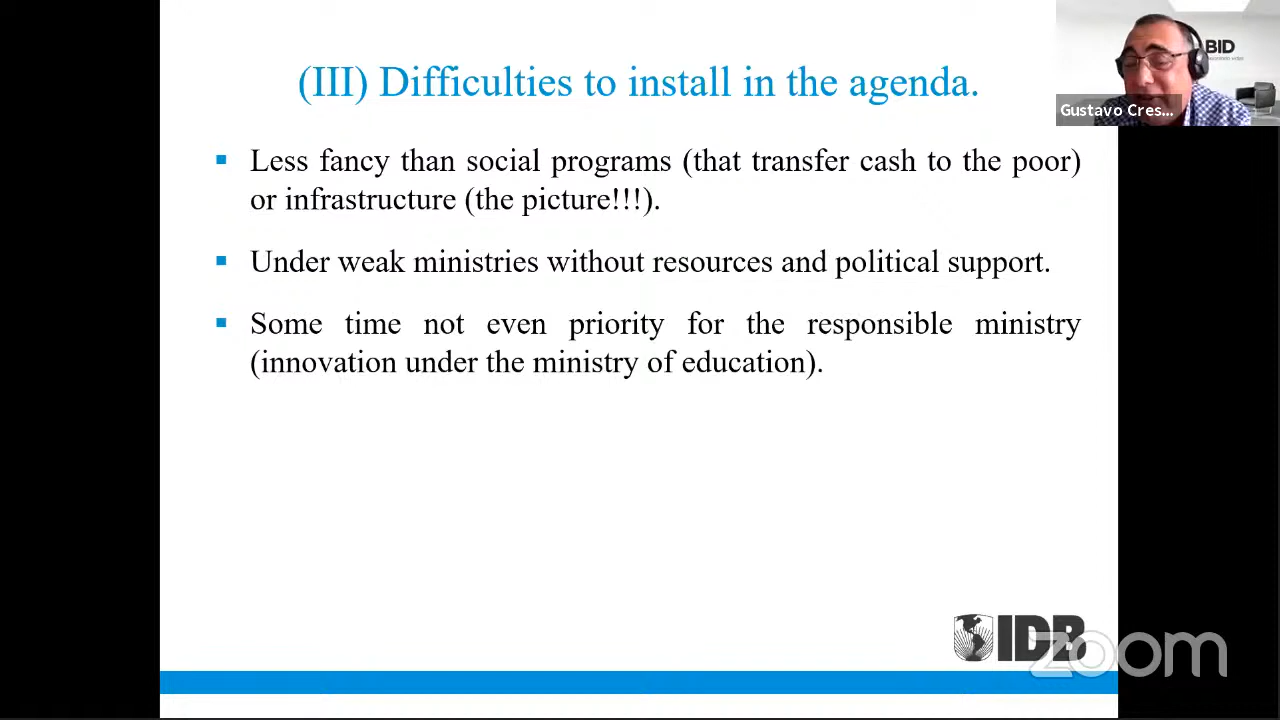 (III) Difficulties to install in the agenda.
Less fancy than social programs (that transfer cash to the poor)
or infrastructure (the picture!!!).
Under weak ministries without resources and political support.
Some time not even priority for the responsible ministry
(innovation under the ministry of education).
BID
Gustavo Cres...
IDB
zoom